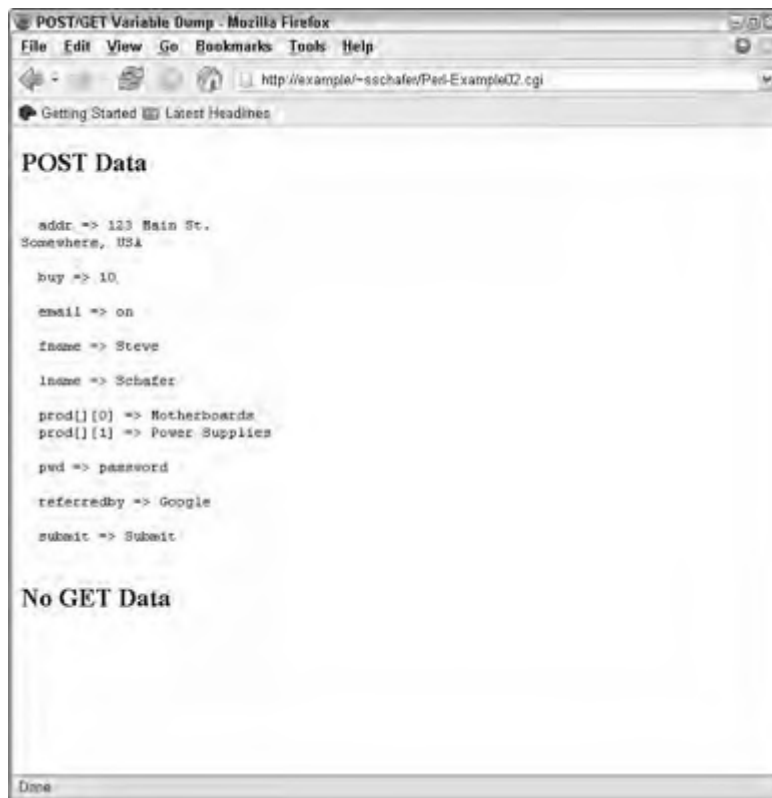 POST/GET Variable Dump - Mozilla Firefox
File Edit View Go Bookmarks Tools Help
http://example/~sschafer/Perl-Example02.cgi
Getting Started Latest Headlines
POST Data
addr => 123 Main St.
Somewhere, USA
buy => 10
email => on
fname => Steve
lname => Schafer
prod[][0] => Motherboards
prod[][1] => Power Supplies
pwd => password
referredby => Google
submit => Submit
No GET Data
Done